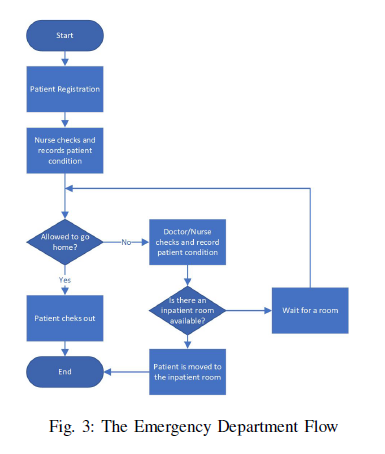 Start
Patient Registration
Nurse checks and
records patient
condition
Allowed to go
home?
No
Doctor/Nurse
checks and record
patient condition
Yes
Is there an
inpatient room
available?
Wait for a room
Patient cheks out
End
Patient is moved to
the inpatient room
Fig. 3: The Emergency Department Flow